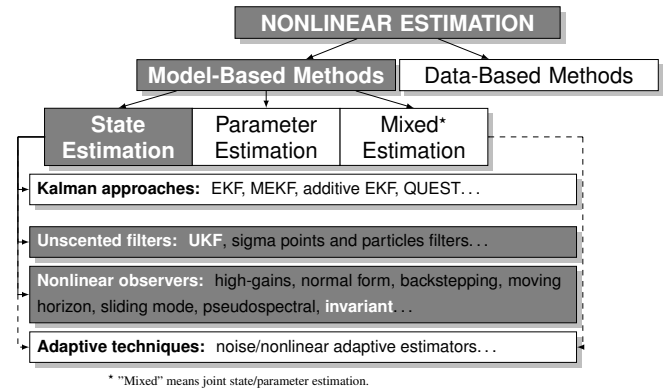 NONLINEAR ESTIMATION
Model-Based Methods
Data-Based Methods
State
Estimation
Parameter
Estimation
Mixed*
Estimation
Kalman approaches: EKF, MEKF, additive EKF, QUEST...
Unscented filters: UKF, sigma points and particles filters...
Nonlinear observers: high-gains, normal form, backstepping, moving
horizon, sliding mode, pseudospectral, invariant...
Adaptive techniques: noise/nonlinear adaptive estimators...
* "Mixed" means joint state/parameter estimation.